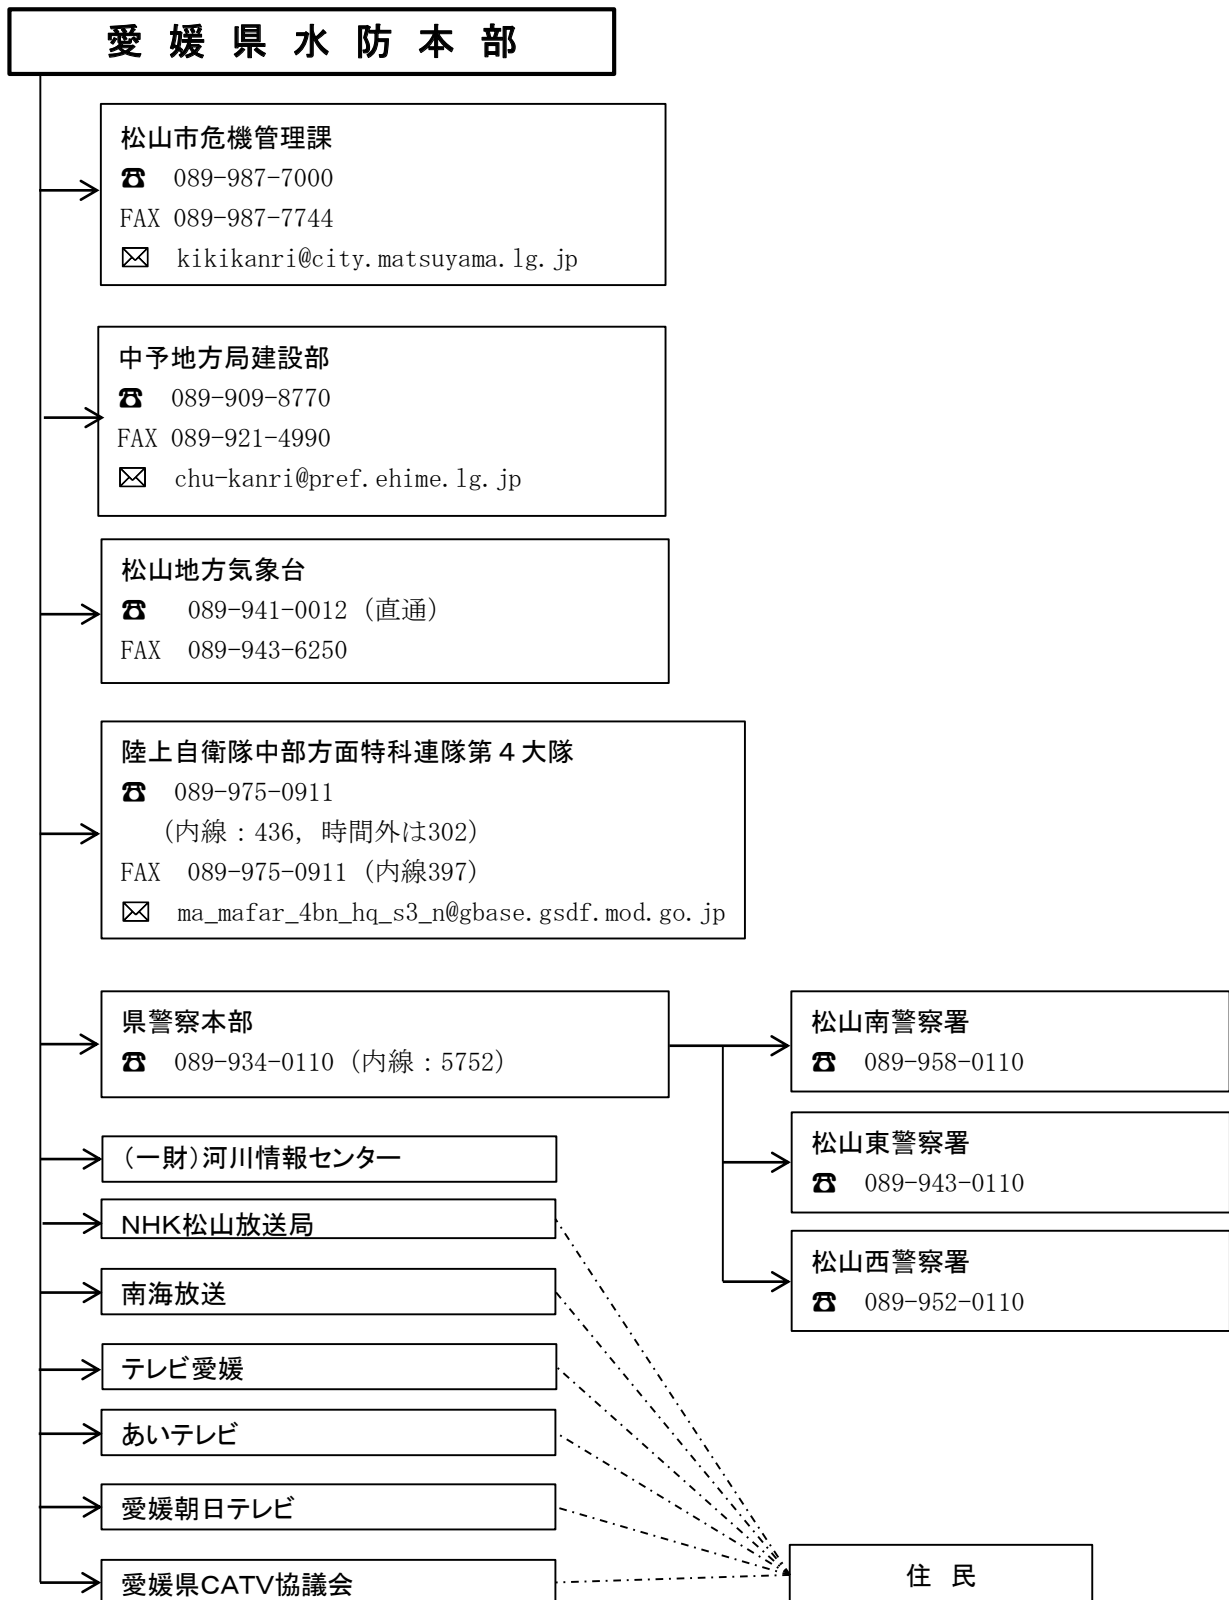 愛媛県水防本部
松山市危機管理課
☎ 089-987-7000
FAX 089-987-7744
✉ kikikanri@city.matsuyama.lg.jp
中予地方局建設部
☎ 089-909-8770
FAX 089-921-4990
✉ chu-kanri@pref.ehime.lg.jp
松山地方気象台
☎ 089-941-0012（直通）
FAX 089-943-6250
陸上自衛隊中部方面特科連隊第４大隊
☎ 089-975-0911
（内線：436，時間外は302）
FAX 089-975-0911（内線397）
✉ ma_mafar_4bn_hq_s3_n@gbase.gsdf.mod.go.jp
県警察本部
☎ 089-934-0110（内線：5752）
松山南警察署
☎ 089-958-0110
松山東警察署
☎ 089-943-0110
松山西警察署
☎ 089-952-0110
（一財）河川情報センター
NHK松山放送局
南海放送
テレビ愛媛
あいテレビ
愛媛朝日テレビ
愛媛県CATV協議会
住民